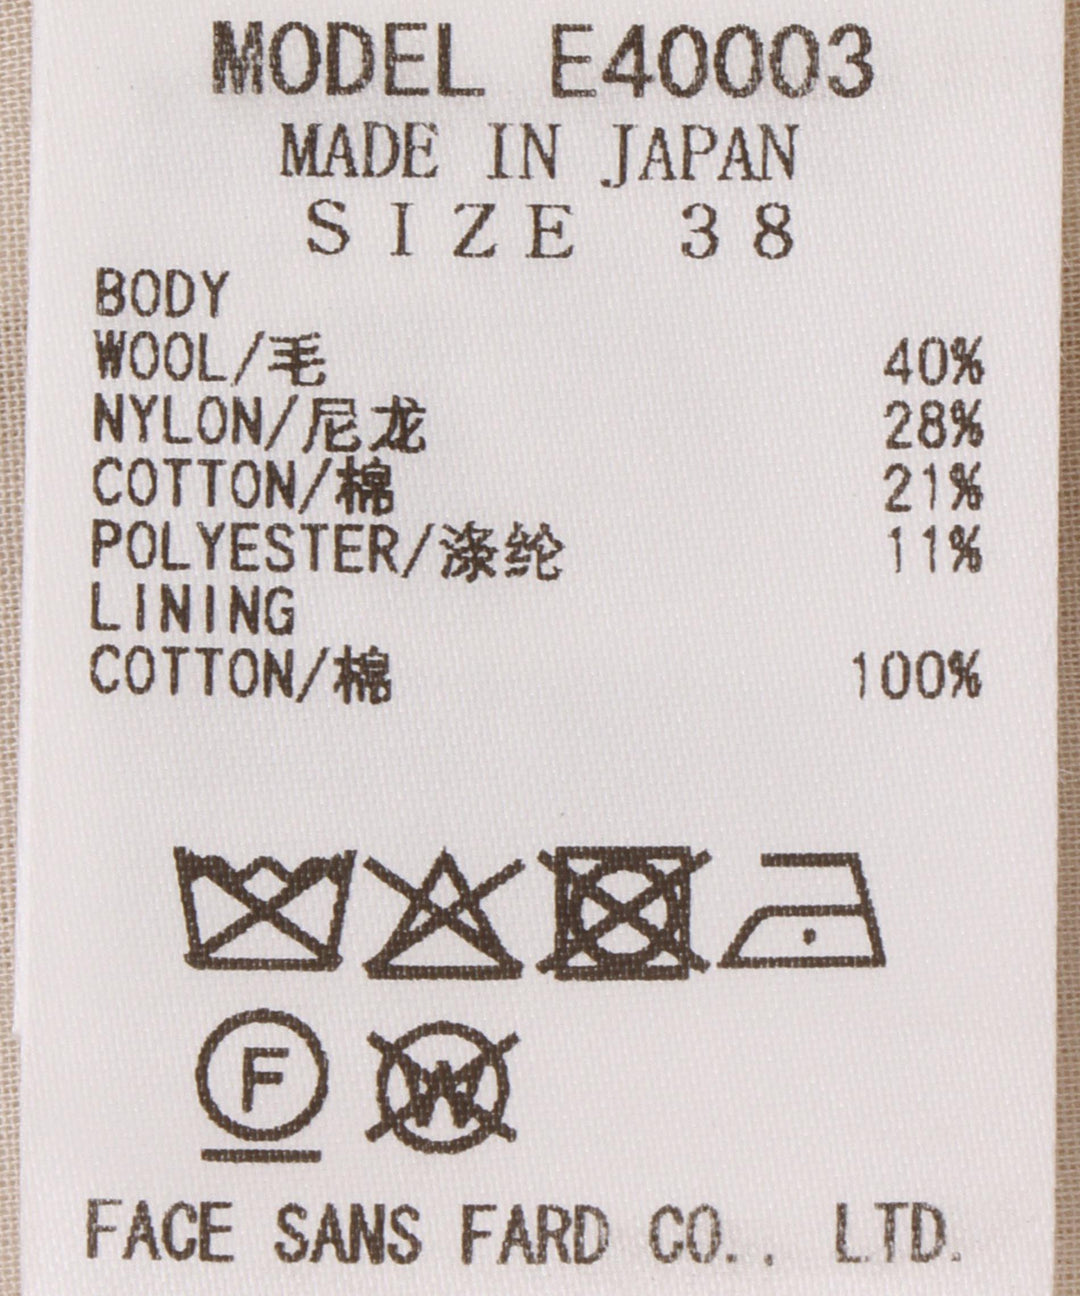 MODEL E40003
MADE IN JAPAN
SIZE 38
BODY
WOOL/毛 40%
NYLON/尼龙 28%
COTTON/棉 21%
POLYESTER/涤纶 11%
LINING
COTTON/棉 100%
F W
FACE SANS FARD CO., LTD.